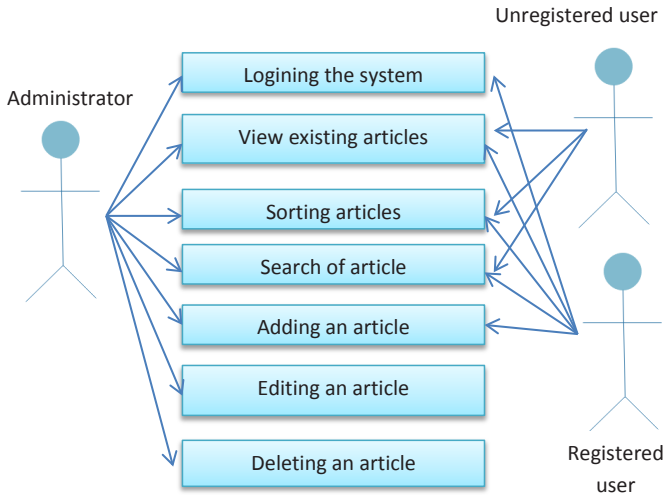 Unregistered user
Logining the system
Administrator
View existing articles
Sorting articles
Search of article
Adding an article
Editing an article
Deleting an article
Registered
user